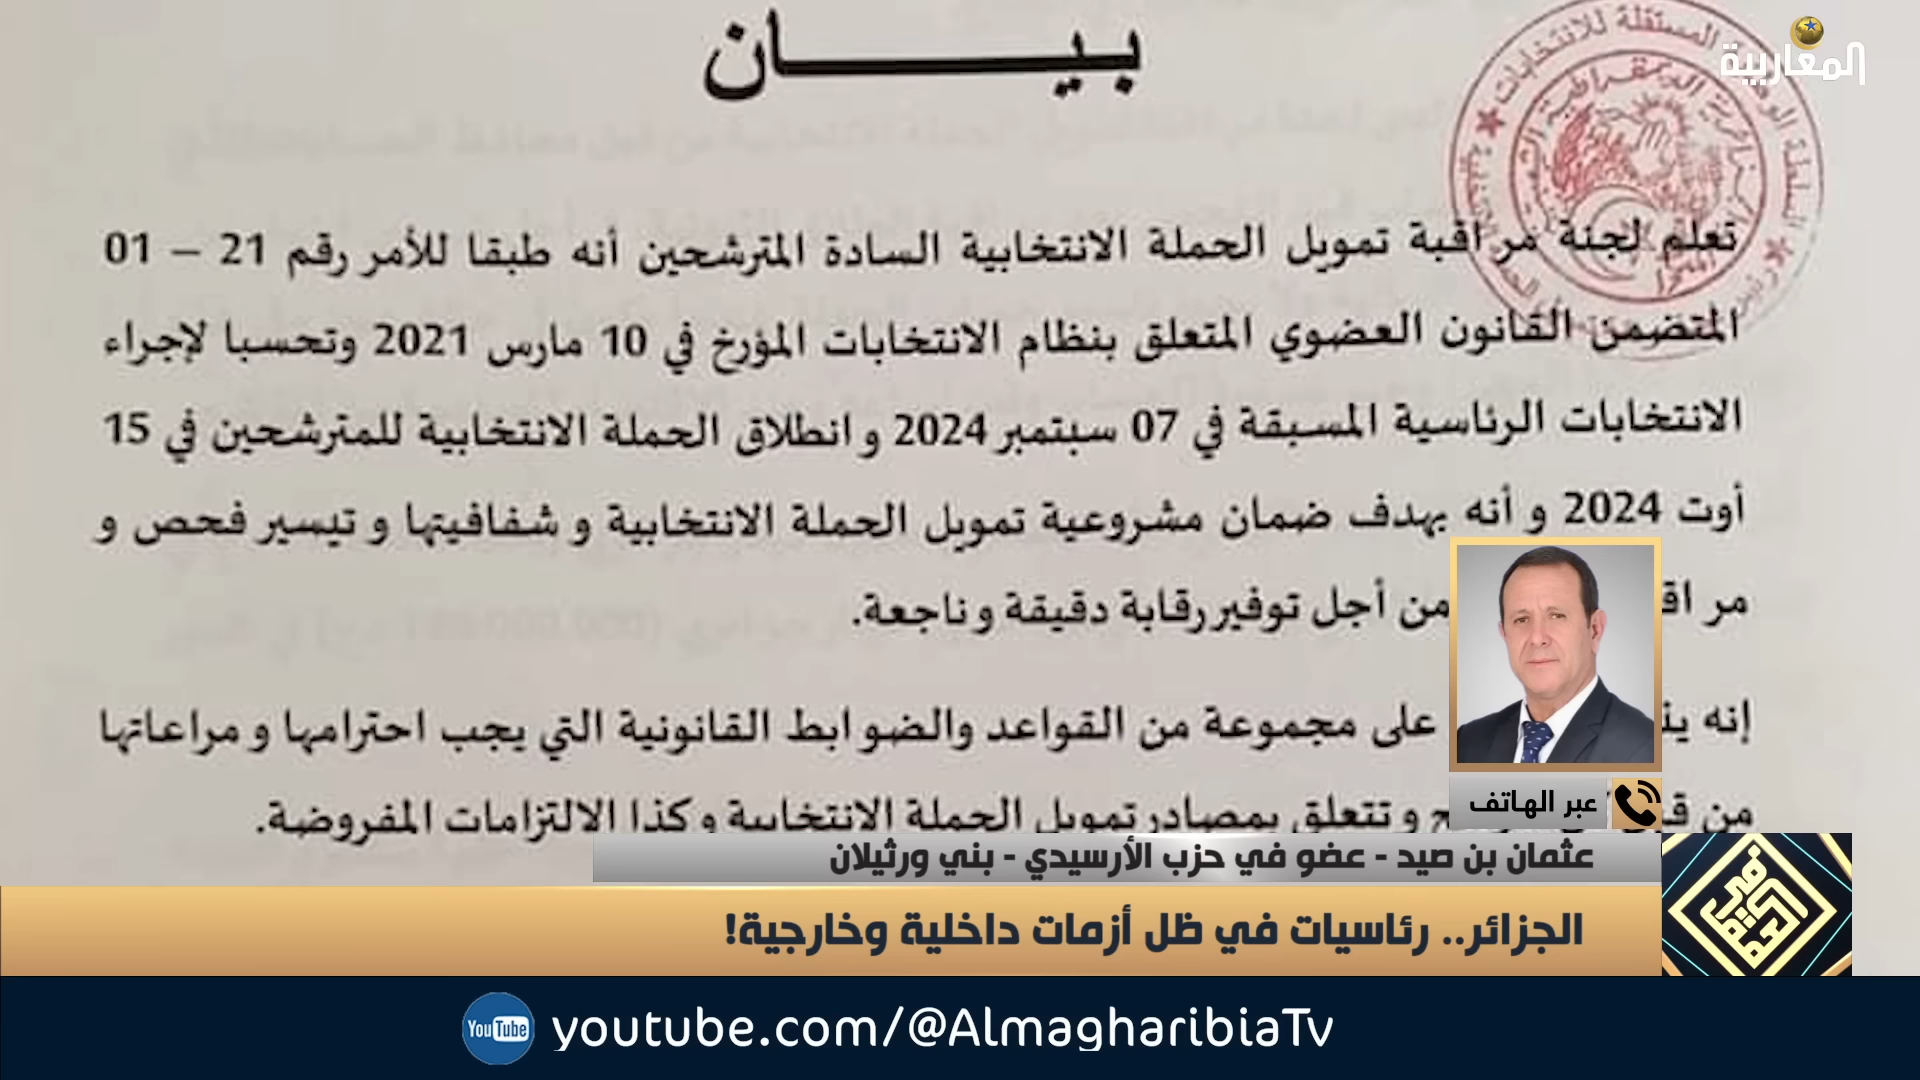 بيان
المغاربية
تعلم لجنة مراقبة تمويل الحملة الانتخابية السادة المترشحين أنه طبقا للأمر رقم 21 – 01
المتضمن القانون العضوي المتعلق بنظام الانتخابات المؤرخ في 10 مارس 2021 وتحسبا لإجراء
الانتخابات الرئاسية المسبقة في 07 سبتمبر 2024 و انطلاق الحملة الانتخابية للمترشحين في 15
أوت 2024 و أنه بهدف ضمان مشروعية تمويل الحملة الانتخابية و شفافيتها و تيسير فحص و
من أجل توفير رقابة دقيقة و ناجعة.
إنه على مجموعة من القواعد والضوابط القانونية التي يجب احترامها و مراعاتها
من و تتعلق بمصادر تمويل الحملة الانتخابية و كذا الالتزامات المفروضة.
عبر الهاتف
عثمان بن صيد - عضو في حزب الأرسيدي - بني ورثيلان
الجزائر.. رئاسيات في ظل أزمات داخلية وخارجية!
في العمق
YouTube youtube.com/@AlmagharibiaTv